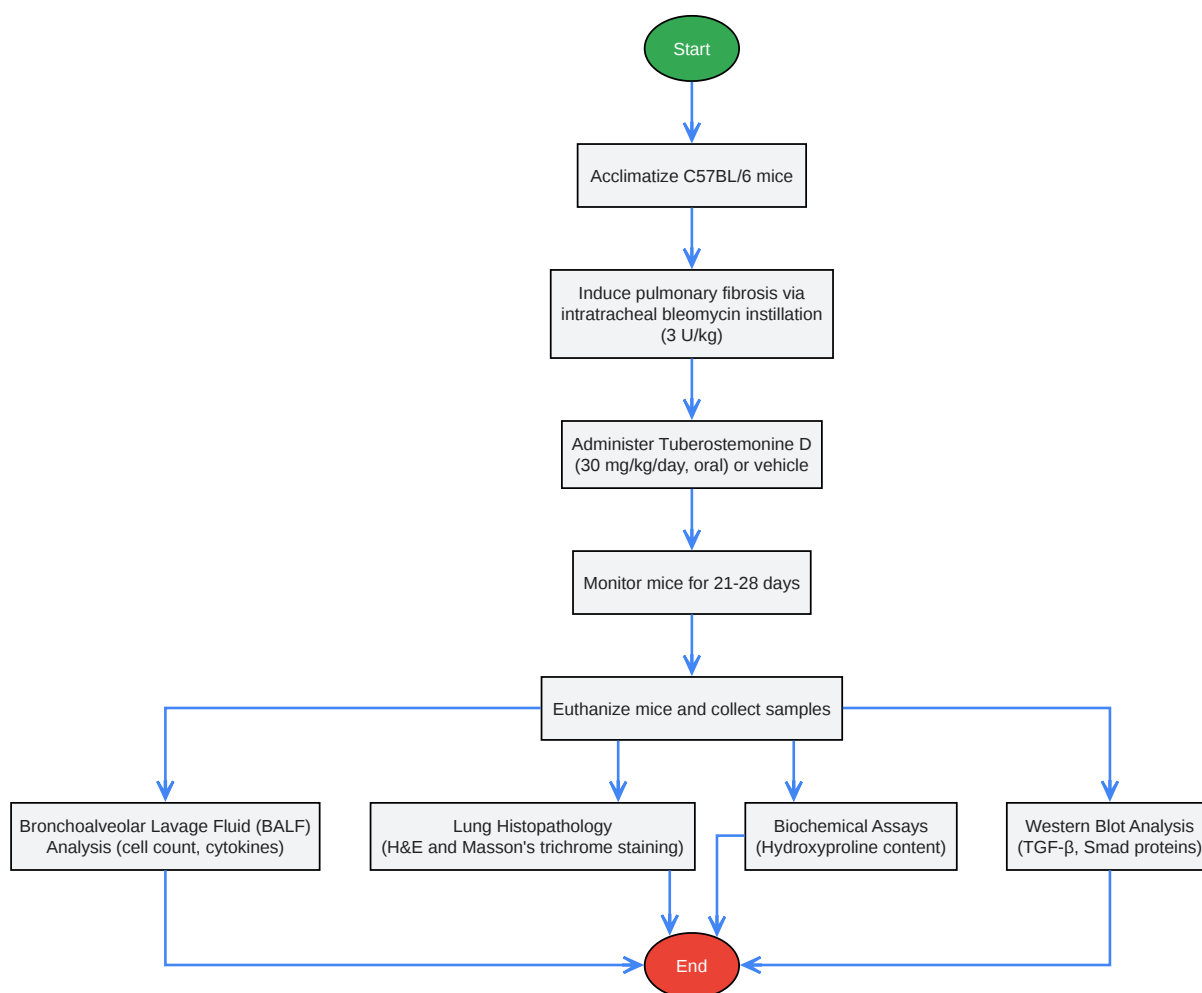 Start
Acclimatize C57BL/6 mice
Induce pulmonary fibrosis via
intratracheal bleomycin instillation
(3 U/kg)
Administer Tuberostemonine D
(30 mg/kg/day, oral) or vehicle
Monitor mice for 21-28 days
Euthanize mice and collect samples
Bronchoalveolar Lavage Fluid (BALF)
Analysis (cell count, cytokines)
Lung Histopathology
(H&E and Masson's trichrome staining)
Biochemical Assays
(Hydroxyproline content)
Western Blot Analysis
(TGF-β, Smad proteins)
End